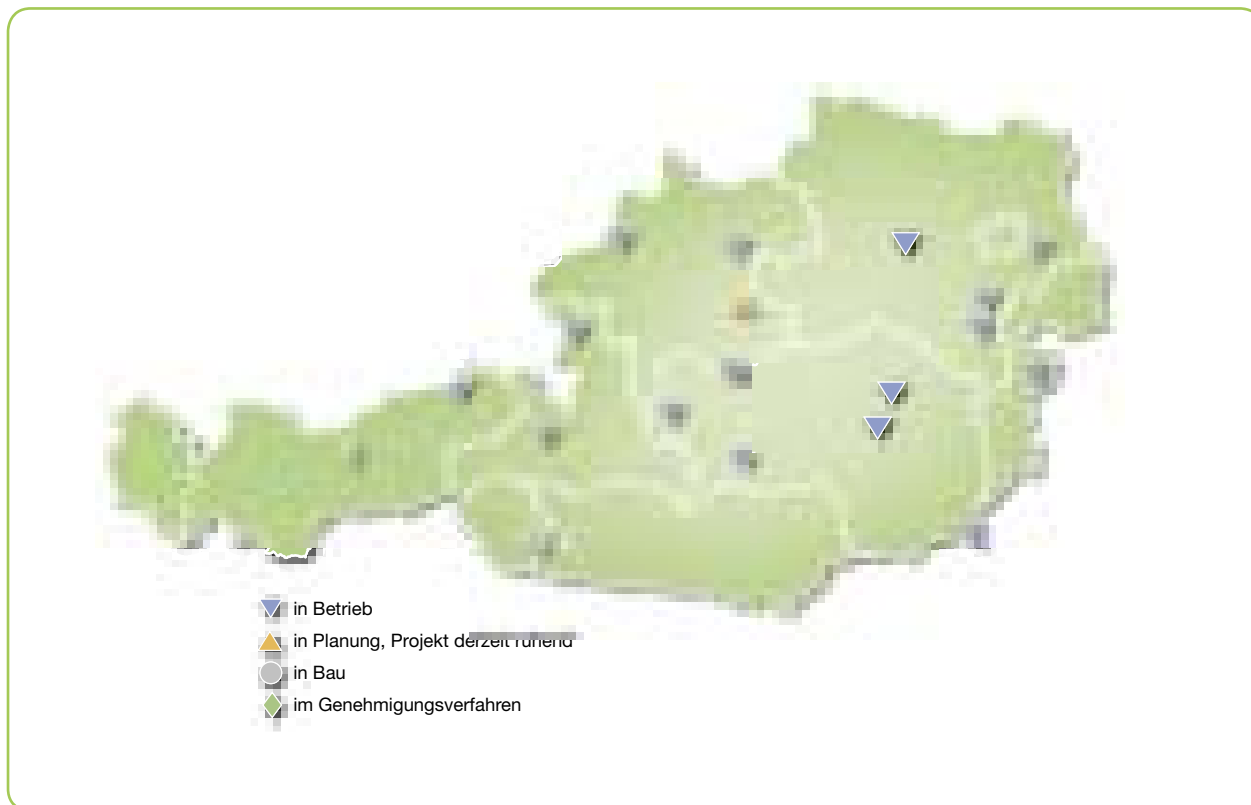 in Betrieb
in Planung, Projekt derzeit ruhend
in Bau
im Genehmigungsverfahren